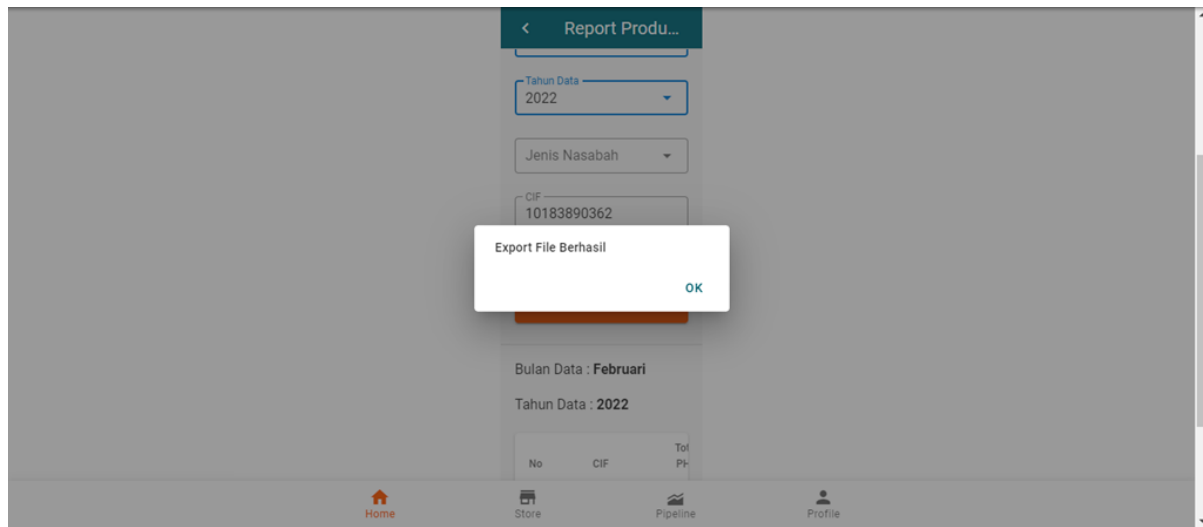 Report Produ...
Tahun Data
2022
Jenis Nasabah
CIF
10183890362
Export File Berhasil
OK
Bulan Data : Februari
Tahun Data : 2022
No CIF
Home Store Pipeline Profile